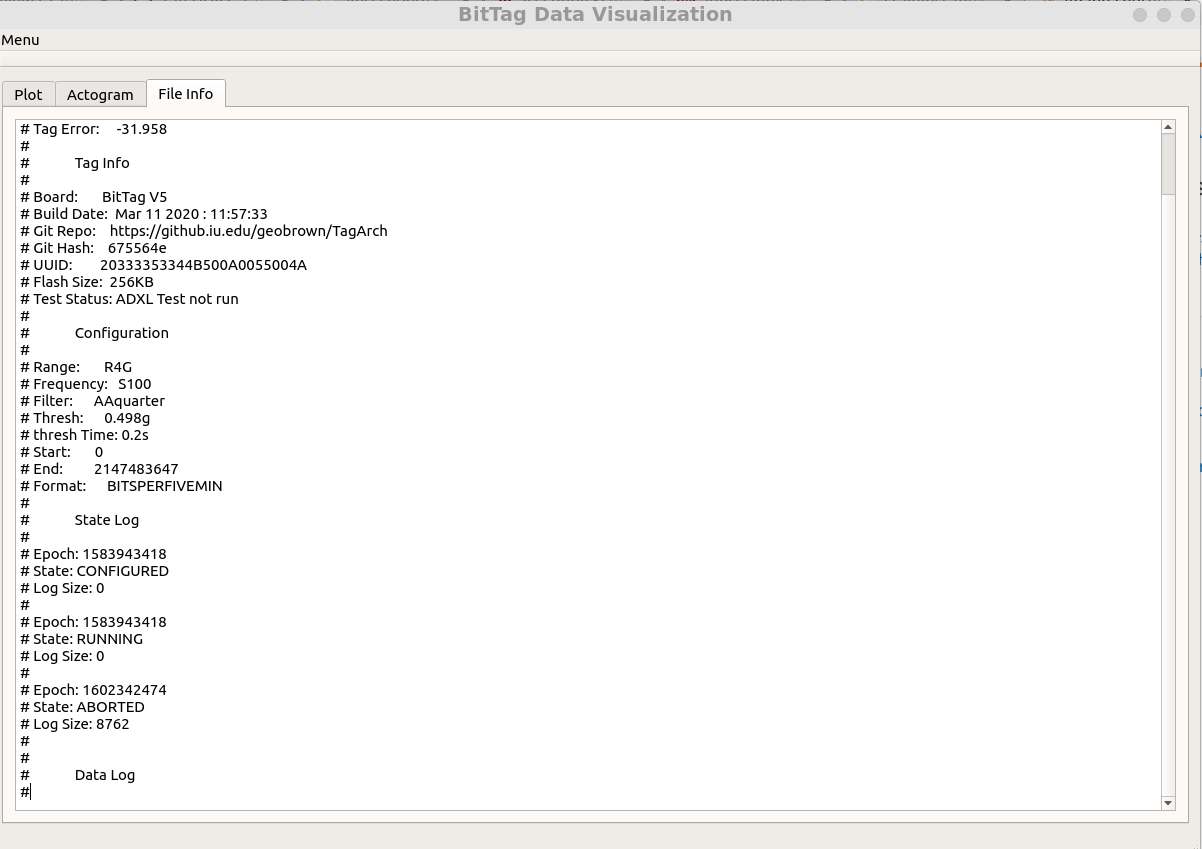 BitTag Data Visualization
Menu
Plot Actogram File Info
# Tag Error: -31.958
#
# Tag Info
#
# Board: BitTag V5
# Build Date: Mar 11 2020 : 11:57:33
# Git Repo: https://github.iu.edu/geobrown/TagArch
# Git Hash: 675564e
# UUID: 20333353344B500A0055004A
# Flash Size: 256KB
# Test Status: ADXL Test not run
#
# Configuration
#
# Range: R4G
# Frequency: S100
# Filter: AAquarter
# Thresh: 0.498g
# thresh Time: 0.2s
# Start: 0
# End: 2147483647
# Format: BITSPERFIVEMIN
#
# State Log
#
# Epoch: 1583943418
# State: CONFIGURED
# Log Size: 0
#
# Epoch: 1583943418
# State: RUNNING
# Log Size: 0
#
# Epoch: 1602342474
# State: ABORTED
# Log Size: 8762
#
#
# Data Log
#